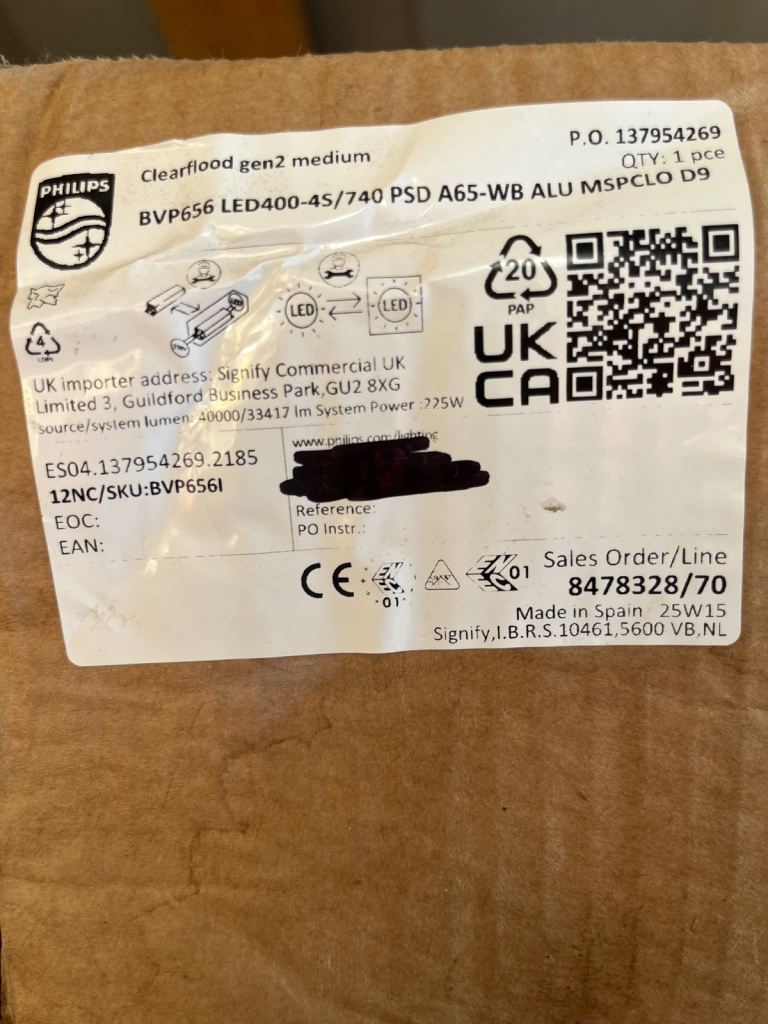 Clearflood gen2 medium
P.O. 137954269
QTY: 1 pce
PHILIPS
BVP656 LED400-4S/740 PSD A65-WB ALU MSPCLO D9
LED
LED
LED
20
PAP
4
LDPE
UK
CA
UK importer address: Signify Commercial UK
Limited 3, Guildford Business Park,GU2 8XG
source/system lumen: 40000/33417 lm System Power :225W
www.philips.com/lighting
ES04.137954269.2185
12NC/SKU:BVP656I
EOC:
EAN:
Reference:
PO Instr.:
CE
ENEC
01
ENEC
01
Sales Order/Line
8478328/70
Made in Spain 25W15
Signify,I.B.R.S.10461,5600 VB,NL